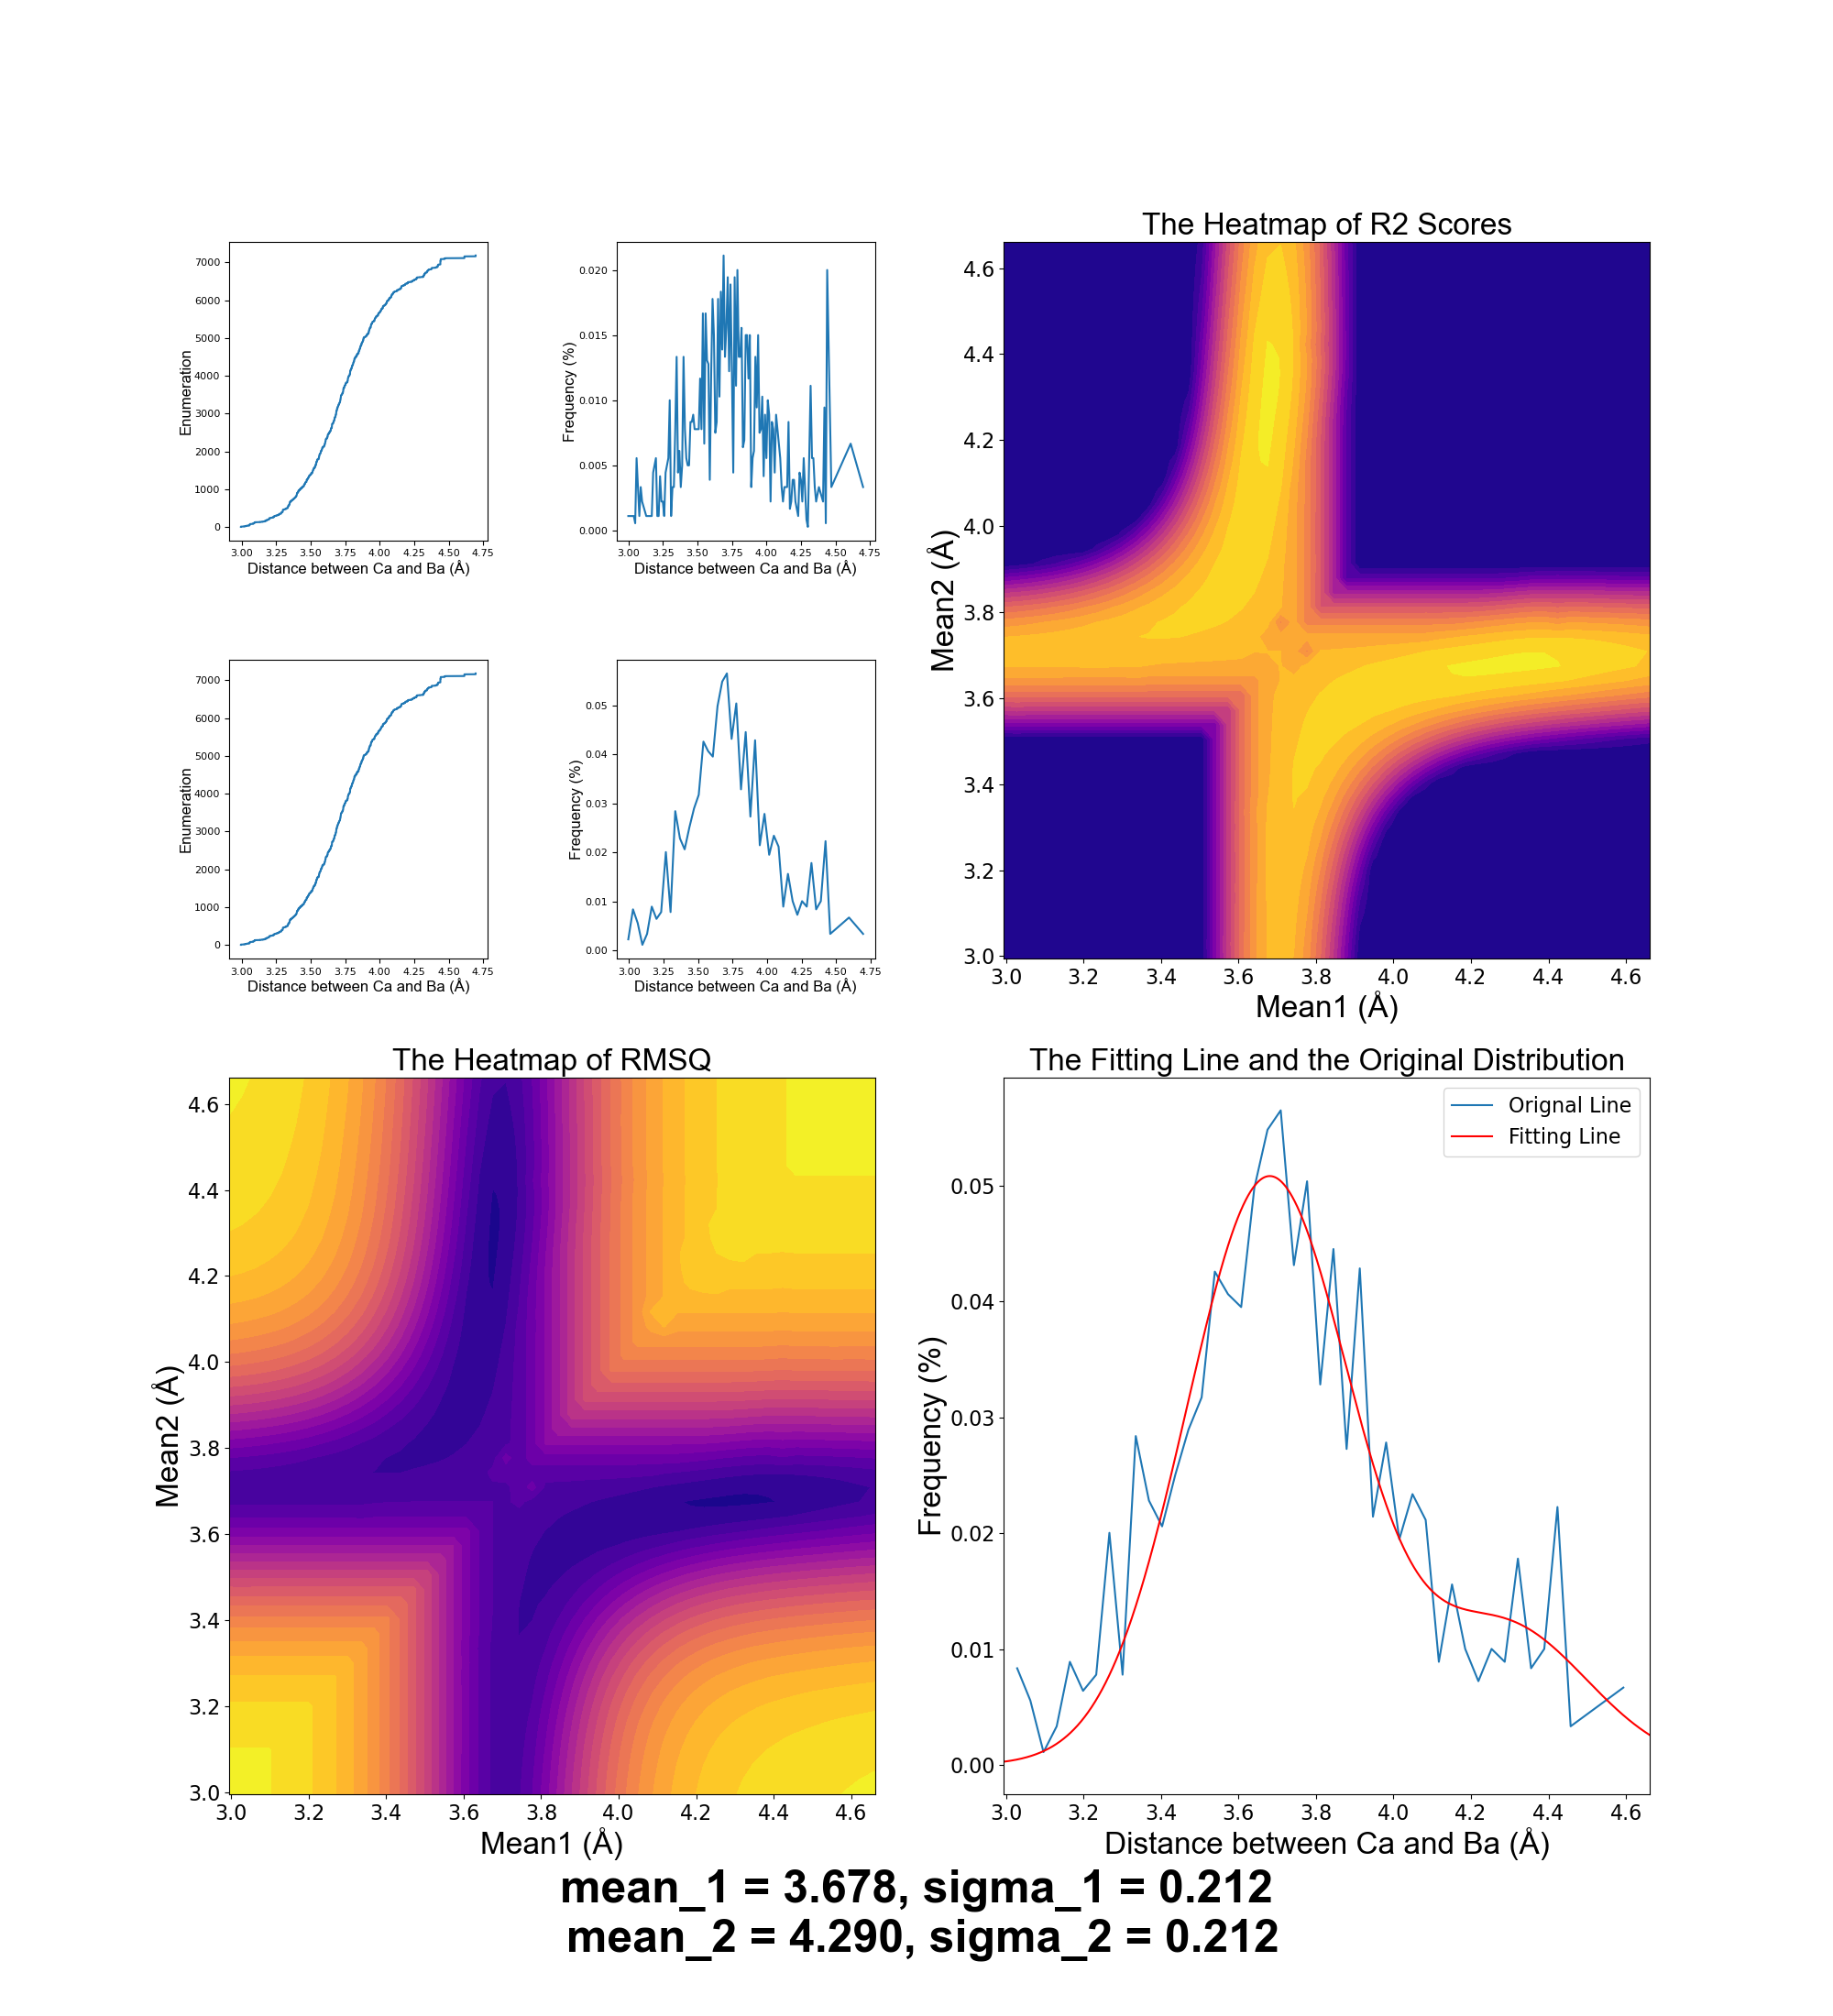 The Heatmap of R2 Scores
7000
6000
5000
4000
3000
2000
1000
0
Enumeration
3.00 3.25 3.50 3.75 4.00 4.25 4.50 4.75
Distance between Ca and Ba (Å)
0.020
0.015
0.010
0.005
0.000
Frequency (%)
3.00 3.25 3.50 3.75 4.00 4.25 4.50 4.75
Distance between Ca and Ba (Å)
7000
6000
5000
4000
3000
2000
1000
0
Enumeration
3.00 3.25 3.50 3.75 4.00 4.25 4.50 4.75
Distance between Ca and Ba (Å)
0.05
0.04
0.03
0.02
0.01
0.00
Frequency (%)
3.00 3.25 3.50 3.75 4.00 4.25 4.50 4.75
Distance between Ca and Ba (Å)
4.6
4.4
4.2
4.0
3.8
3.6
3.4
3.2
3.0
Mean2 (Å)
3.0 3.2 3.4 3.6 3.8 4.0 4.2 4.4 4.6
Mean1 (Å)
The Heatmap of RMSQ
4.6
4.4
4.2
4.0
3.8
3.6
3.4
3.2
3.0
Mean2 (Å)
3.0 3.2 3.4 3.6 3.8 4.0 4.2 4.4 4.6
Mean1 (Å)
The Fitting Line and the Original Distribution
Orignal Line
Fitting Line
0.05
0.04
0.03
0.02
0.01
0.00
Frequency (%)
3.0 3.2 3.4 3.6 3.8 4.0 4.2 4.4 4.6
Distance between Ca and Ba (Å)
mean_1 = 3.678, sigma_1 = 0.212
mean_2 = 4.290, sigma_2 = 0.212